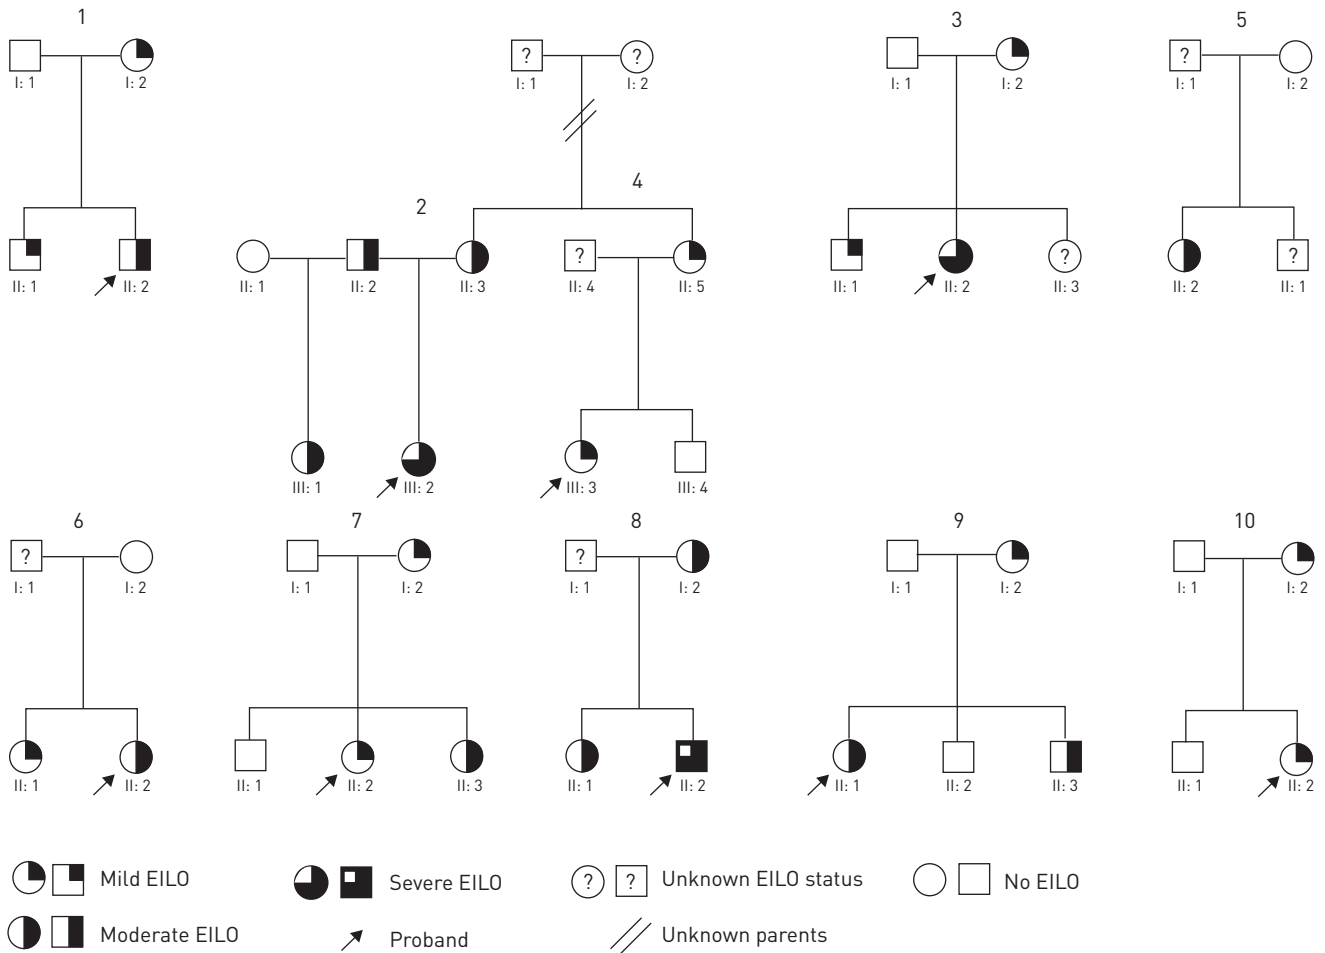 1
3
5
?
?
?
I: 1
I: 2
I: 1
I: 2
I: 1
I: 2
I: 1
I: 2
4
2
?
?
?
II: 1
II: 2
II: 1
II: 2
II: 3
II: 4
II: 5
II: 1
II: 2
II: 3
II: 2
II: 1
III: 1
III: 2
III: 3
III: 4
6
7
8
9
10
?
?
I: 1
I: 2
I: 1
I: 2
I: 1
I: 2
I: 1
I: 2
I: 1
I: 2
II: 1
II: 2
II: 1
II: 2
II: 3
II: 1
II: 2
II: 1
II: 2
II: 3
II: 1
II: 2
Mild EILO
Severe EILO
? ? Unknown EILO status
No EILO
Moderate EILO
Proband
Unknown parents